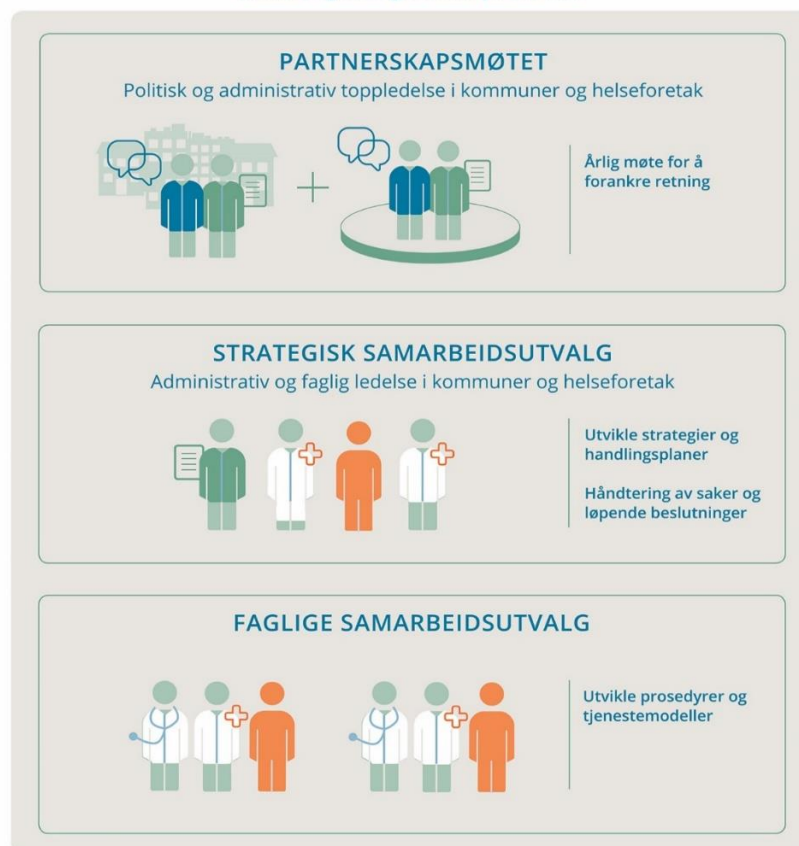 PARTNERSKAPSMØTET
Politisk og administrativ toppledelse i kommuner og helseforetak
Årlig møte for å
forankre retning
STRATEGISK SAMARBEIDSUTVALG
Administrativ og faglig ledelse i kommuner og helseforetak
Utvikle strategier og
handlingsplaner
Håndtering av saker og
løpende beslutninger
FAGLIGE SAMARBEIDSUTVALG
Utvikle prosedyrer og
tjenestemodeller